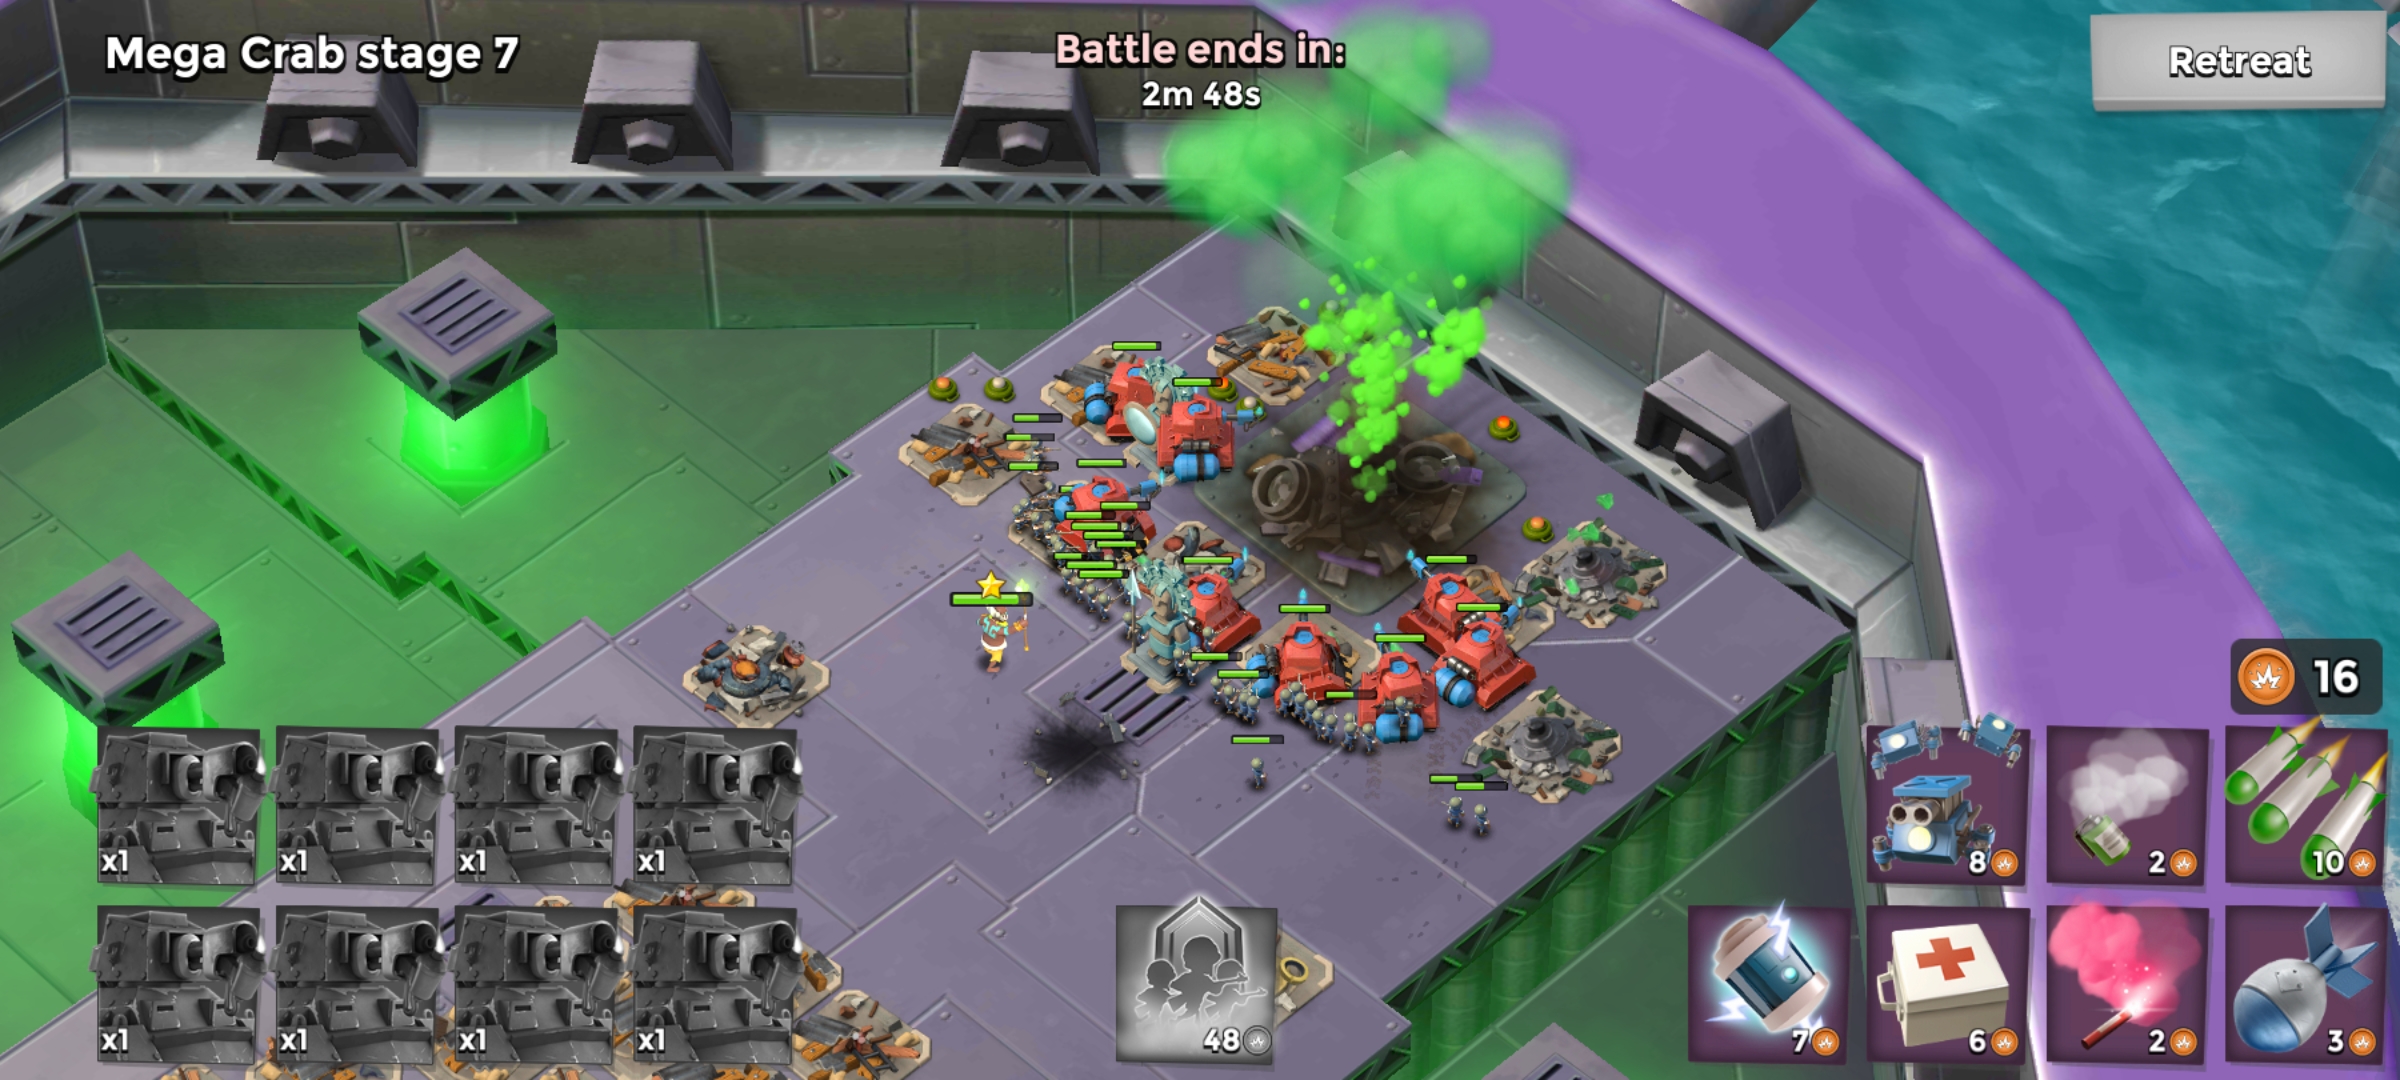 Mega Crab stage 7
Battle ends in:
2m 48s
Retreat
16
8
2
10
x1
x1
x1
x1
x1
x1
x1
x1
48
7
6
2
3